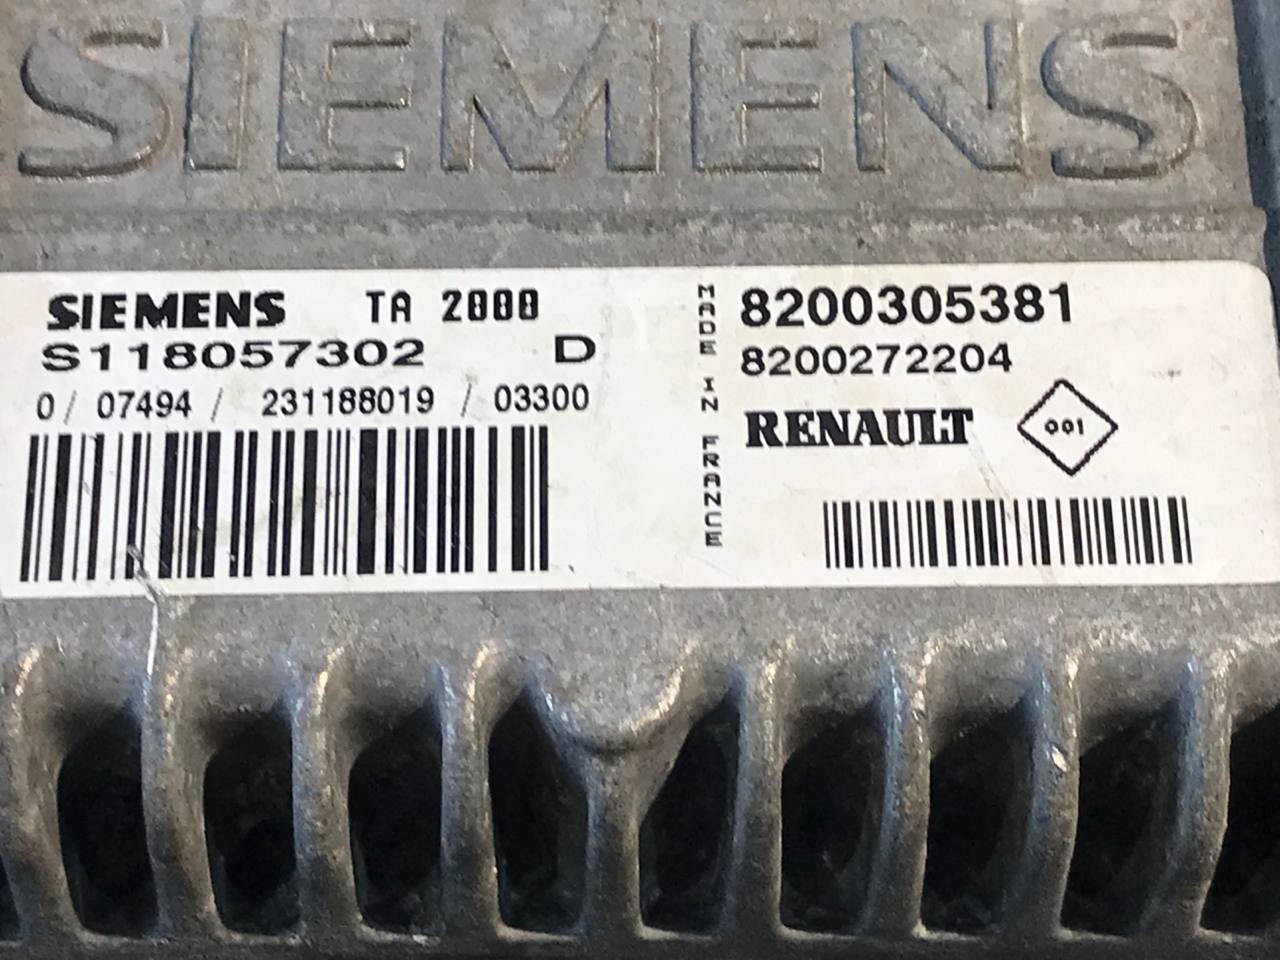 SIEMENS
SIEMENS TA 2000
S118057302 D
0/ 07494 / 231188019 / 03300
MADE IN FRANCE
8200305381
8200272204
RENAULT 001